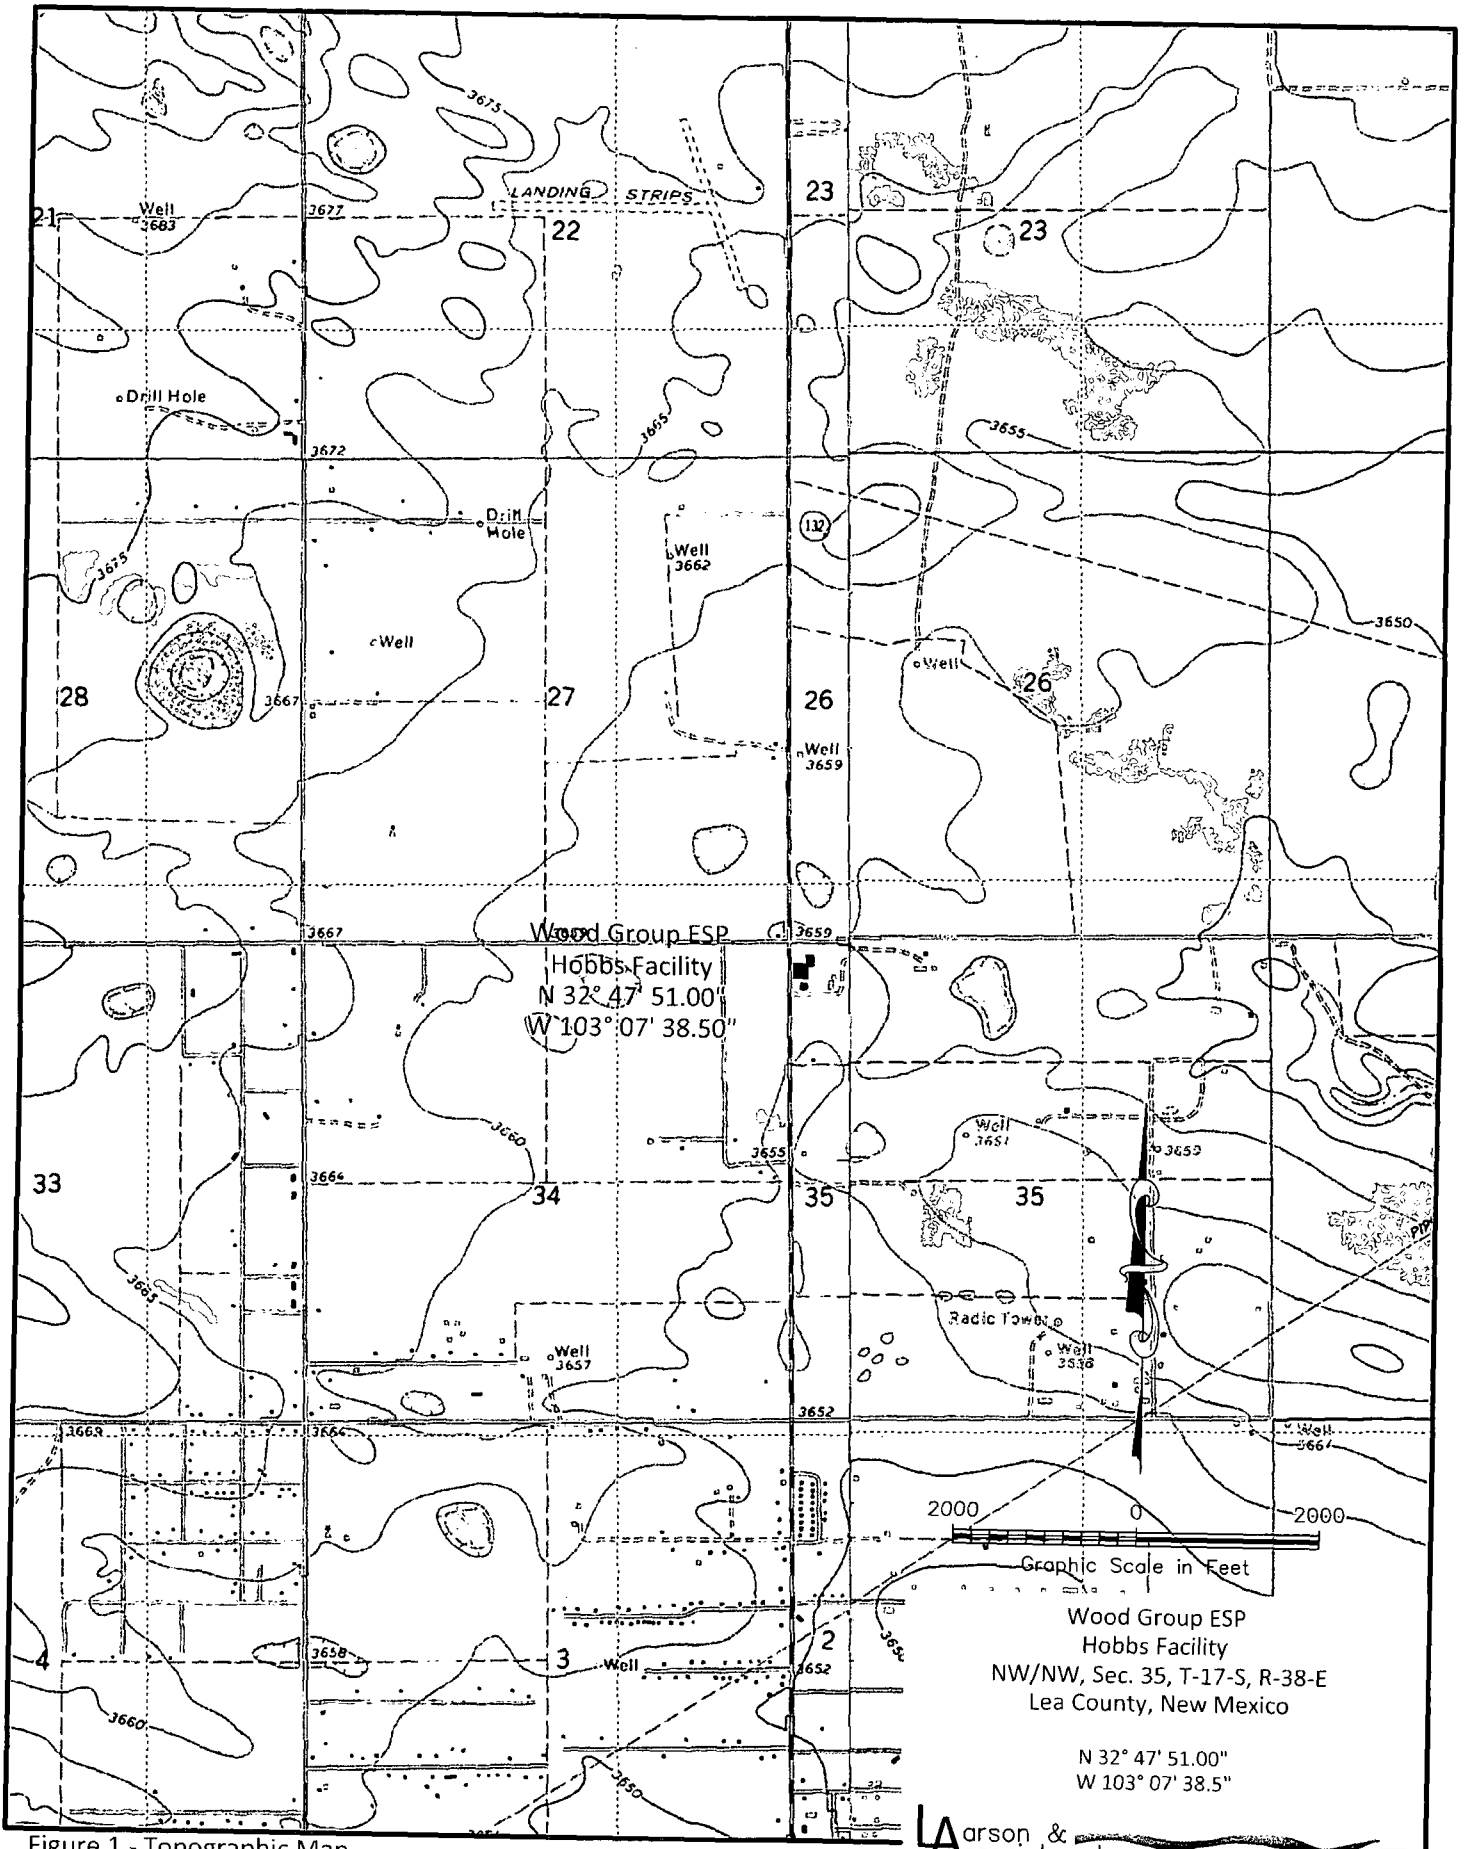 3675
LANDING STRIPS
21
Well
3683
3677
22
23
23
Drill Hole
3665
3655
3672
Drill
Hole
132
Well
3662
3675
3650
Well
Well
28
3667
27
26
26
Well
3659
3667
3659
Wood Group ESP
Hobbs Facility
N 32° 47' 51.00"
W 103° 07' 38.50"
3660
Well
3651
3655
3659
33
3664
34
35
35
3665
Radio Tower
Well
3657
Well
3652
3669
3664
Well
3667
2000 0 2000
Graphic Scale in Feet
Wood Group ESP
Hobbs Facility
NW/NW, Sec. 35, T-17-S, R-38-E
Lea County, New Mexico
N 32° 47' 51.00"
W 103° 07' 38.5"
4
3658
3
Well
2
3652
3660
3650
Larson &
Figure 1 - Topographic Map